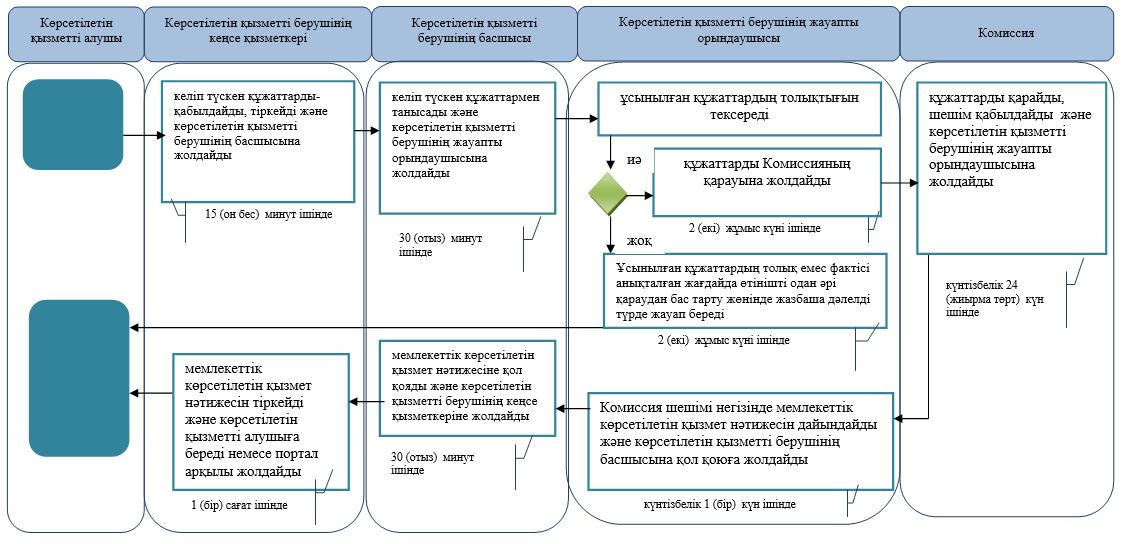 Көрсетілетін
қызметті алушы
Көрсетілетін қызметті берушінің
кеңсе қызметкері
Көрсетілетін қызметті
берушінің басшысы
Көрсетілетін қызметті берушінің жауапты
орындаушысы
Комиссия
келіп түскен құжаттарды-
қабылдайды, тіркейді және
көрсетілетін қызметті
берушінің басшысына
жолдайды
15 (он бес) минут ішінде
келіп түскен құжаттармен
танысады және
көрсетілетін қызметті
берушінің жауапты
орындаушысына
жолдайды
30 (отыз) минут
ішінде
ұсынылған құжаттардың толықтығын
тексереді
иә
құжаттарды Комиссияның
қарауына жолдайды
2 (екі) жұмыс күні ішінде
жоқ
Ұсынылған құжаттардың толық емес фактісі
анықталған жағдайда өтінішті одан әрі
қараудан бас тарту жөнінде жазбаша дәлелді
түрде жауап береді
2 (екі) жұмыс күні ішінде
құжаттарды қарайды,
шешім қабылдайды және
көрсетілетін қызметті
берушінің жауапты
орындаушысына
жолдайды
күнтізбелік 24
(жиырма төрт) күн
ішінде
Комиссия шешімі негізінде мемлекеттік
көрсетілетін қызмет нәтижесін дайындайды
және көрсетілетін қызметті берушінің
басшысына қол қоюға жолдайды
күнтізбелік 1 (бір) күн ішінде
мемлекеттік көрсетілетін
қызмет нәтижесіне қол
қояды және көрсетілетін
қызметті берушінің кеңсе
қызметкеріне жолдайды
30 (отыз) минут
ішінде
мемлекеттік
көрсетілетін қызмет
нәтижесін тіркейді
және көрсетілетін
қызметті алушыға
береді немесе портал
арқылы жолдайды
1 (бір) сағат ішінде